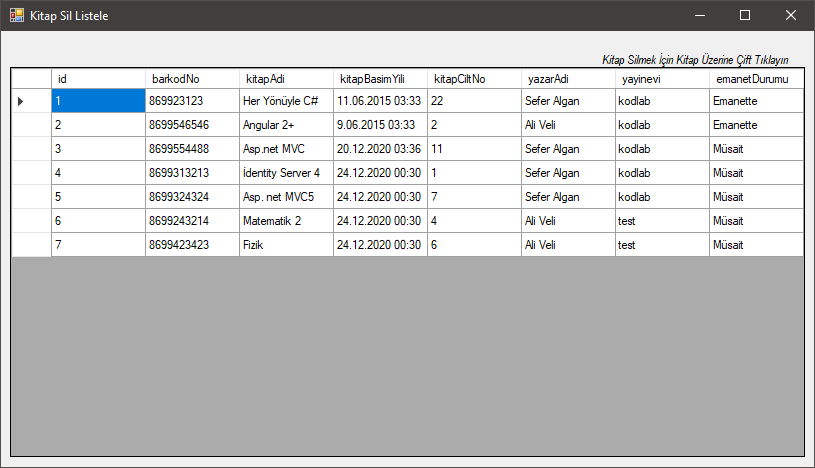 Kitap Sil Listele
Kitap Silmek İçin Kitap Üzerine Çift Tıklayın
id barkodNo kitapAdi kitapBasimYili kitapCiltNo yazarAdi yayinevi emanetDurumu
1 869923123 Her Yönüyle C# 11.06.2015 03:33 22 Sefer Algan kodlab Emanette
2 8699546546 Angular 2+ 9.06.2015 03:33 2 Ali Veli kodlab Emanette
3 8699554488 Asp.net MVC 20.12.2020 03:36 11 Sefer Algan kodlab Müsait
4 8699313213 İdentity Server 4 24.12.2020 00:30 1 Sefer Algan kodlab Müsait
5 8699324324 Asp. net MVC5 24.12.2020 00:30 7 Sefer Algan kodlab Müsait
6 8699243214 Matematik 2 24.12.2020 00:30 4 Ali Veli test Müsait
7 8699423423 Fizik 24.12.2020 00:30 6 Ali Veli test Müsait